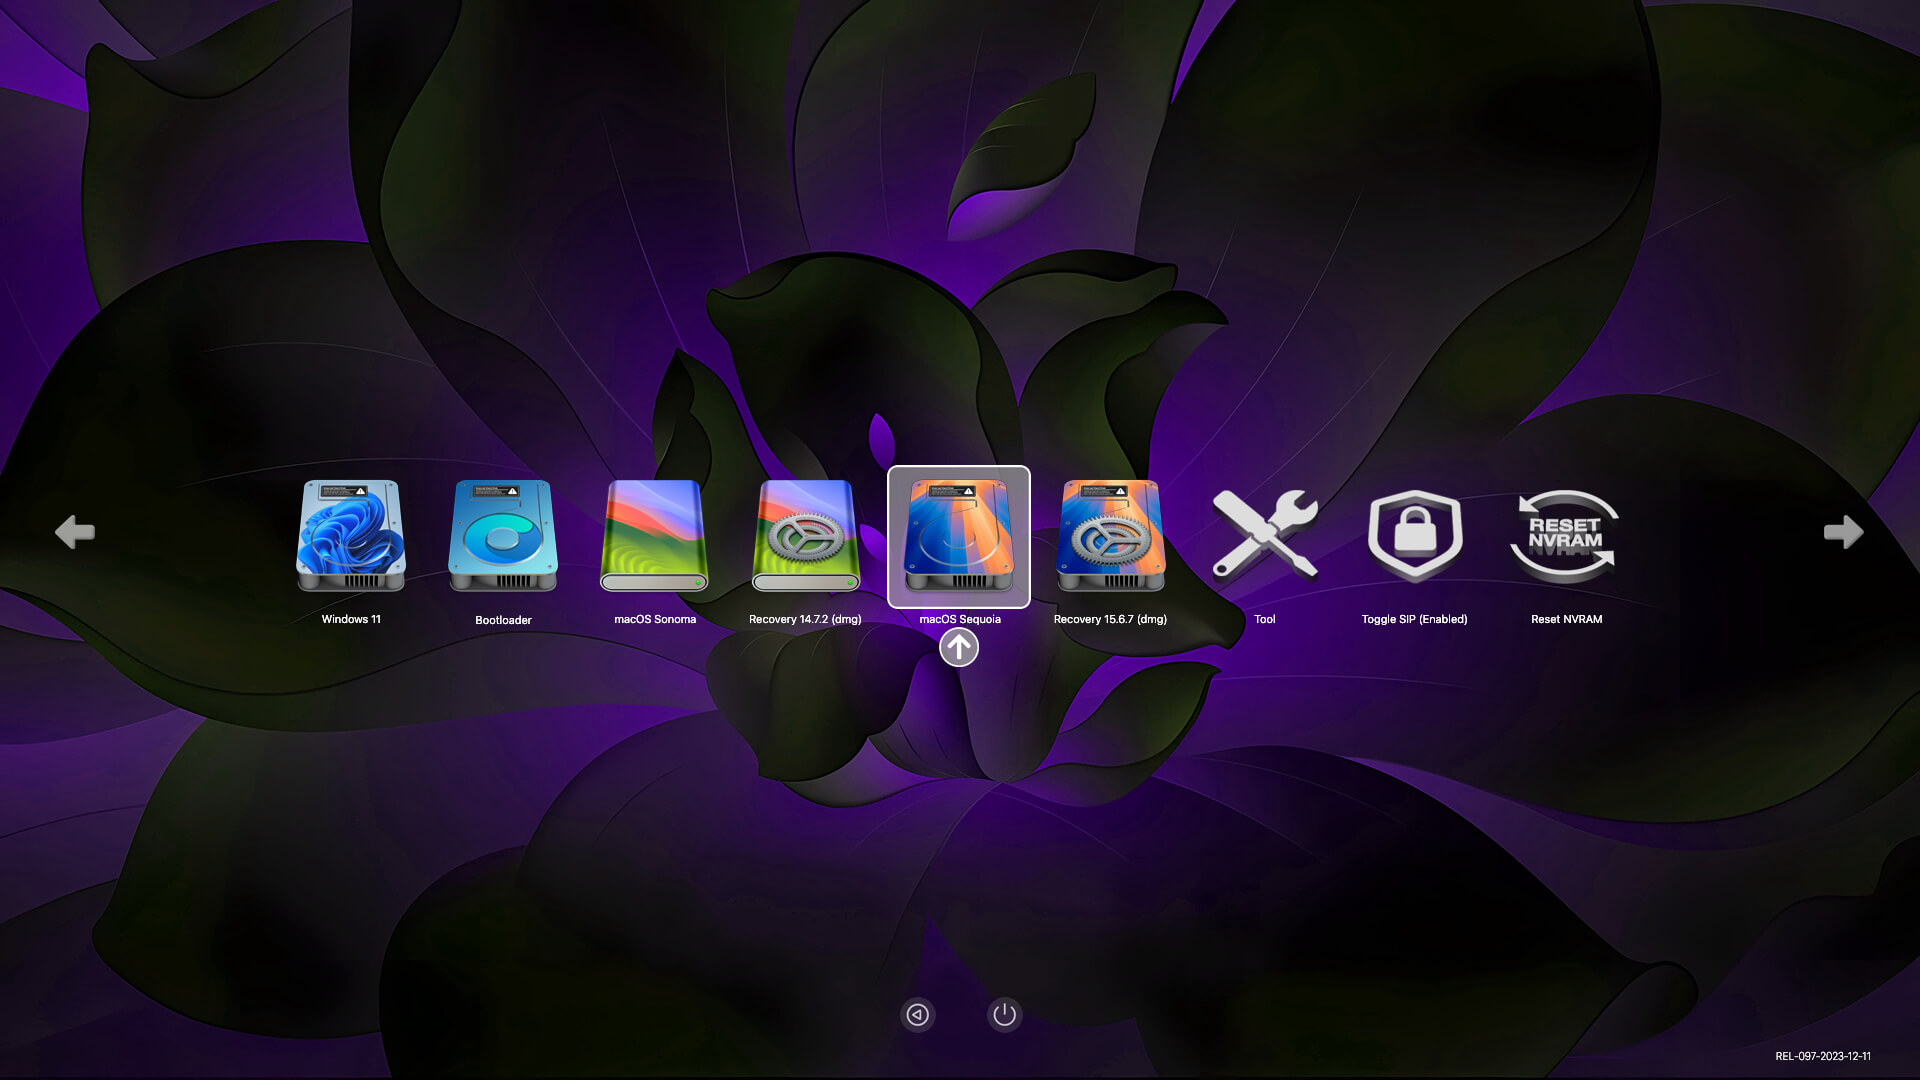 RESET
NVRAM
Windows 11
Bootloader
macOS Sonoma
Recovery 14.7.2 (dmg)
macOS Sequoia
Recovery 15.6.7 (dmg)
Tool
Toggle SIP (Enabled)
Reset NVRAM
REL-097-2023-12-11